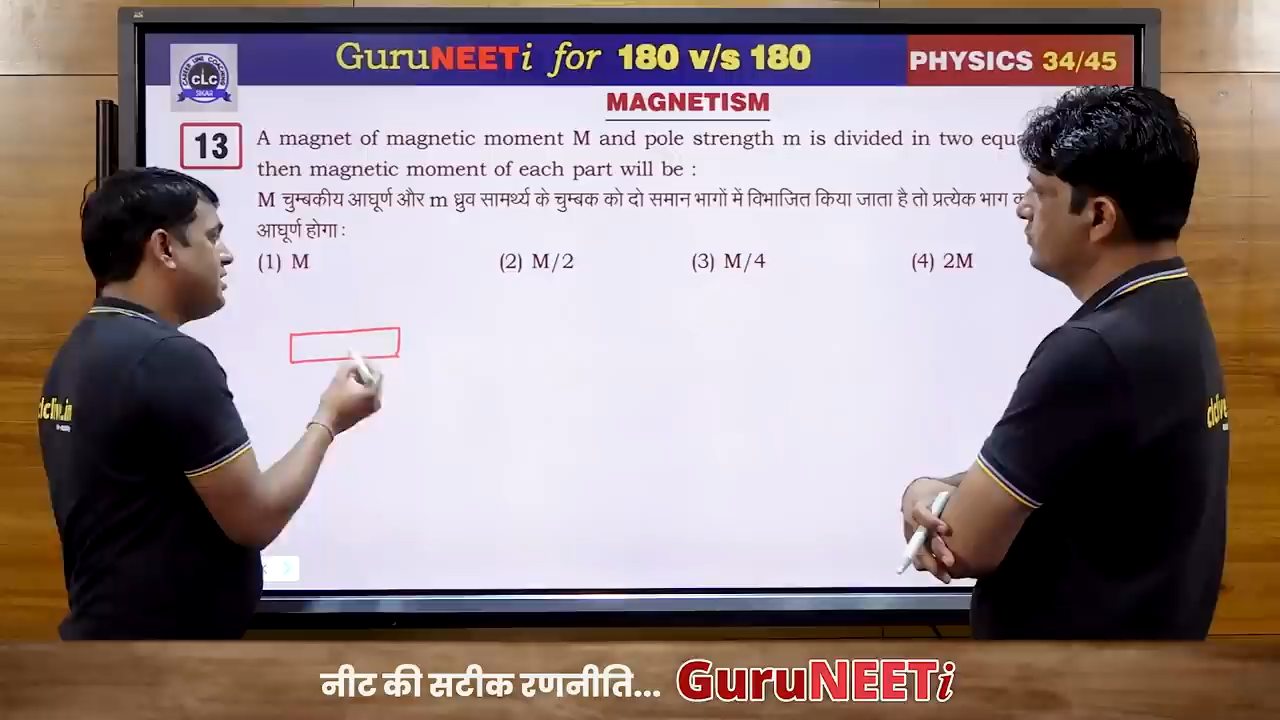 GuruNEETi for 180 v/s 180
PHYSICS 34/45
CLC
SIKAR
MAGNETISM
13
A magnet of magnetic moment M and pole strength m is divided in two
then magnetic moment of each part will be :
M चुम्बकीय आघूर्ण और m ध्रुव सामर्थ्य के चुम्बक को दो समान भागों में विभाजित किया जाता है तो प्रत्येक भाग
आघूर्ण होगा :
(1) M (2) M/2 (3) M/4 (4) 2M
नीट की सटीक रणनीति... GuruNEETi